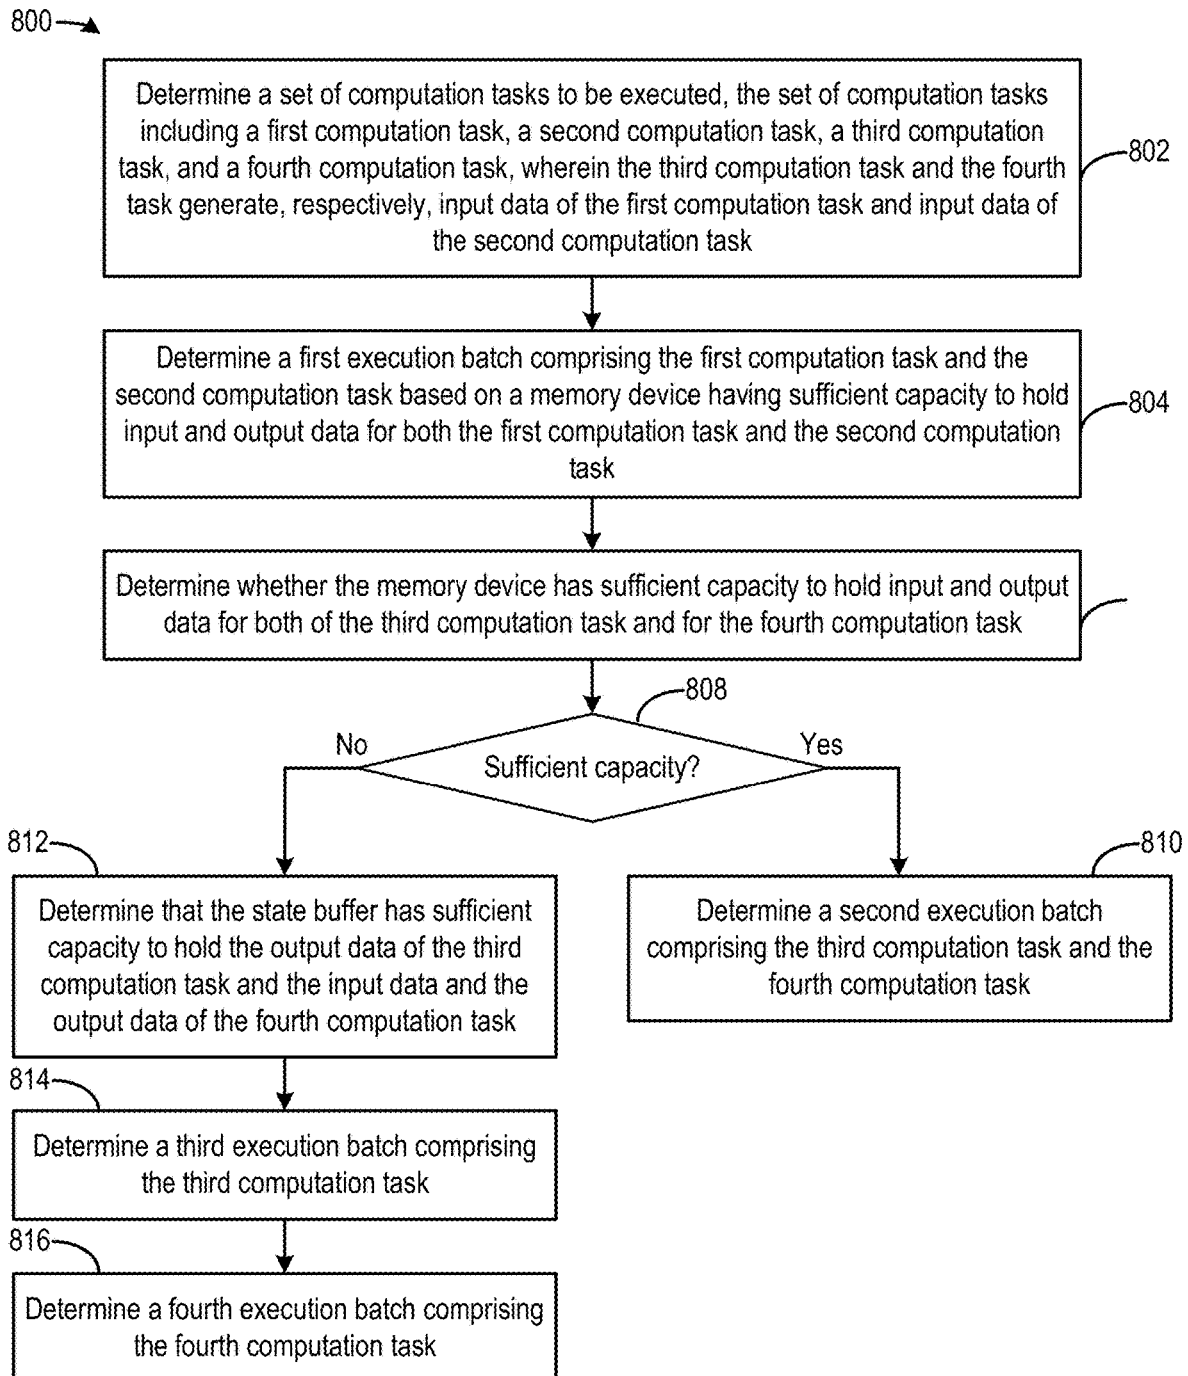 800
Determine a set of computation tasks to be executed, the set of computation tasks
including a first computation task, a second computation task, a third computation
task, and a fourth computation task, wherein the third computation task and the fourth
task generate, respectively, input data of the first computation task and input data of
the second computation task
802
Determine a first execution batch comprising the first computation task and the
second computation task based on a memory device having sufficient capacity to hold
input and output data for both the first computation task and the second computation
task
804
Determine whether the memory device has sufficient capacity to hold input and output
data for both of the third computation task and for the fourth computation task
808
No
Yes
Sufficient capacity?
812
Determine that the state buffer has sufficient
capacity to hold the output data of the third
computation task and the input data and the
output data of the fourth computation task
810
Determine a second execution batch
comprising the third computation task and the
fourth computation task
814
Determine a third execution batch comprising
the third computation task
816
Determine a fourth execution batch comprising
the fourth computation task